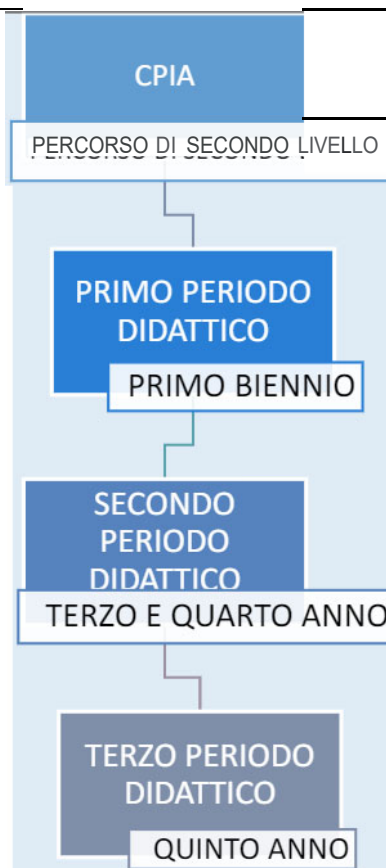 CPIA
PERCORSO DI SECONDO LIVELLO
PRIMO PERIODO
DIDATTICO
PRIMO BIENNIO
SECONDO
PERIODO
DIDATTICO
TERZO E QUARTO ANNO
TERZO PERIODO
DIDATTICO
QUINTO ANNO